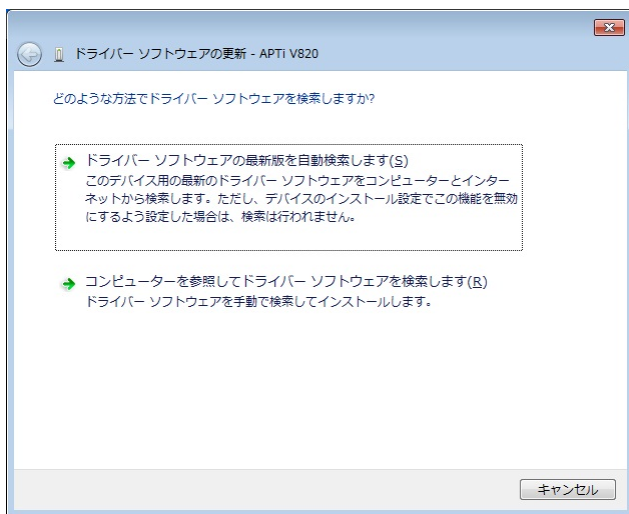 ドライバー ソフトウェアの更新 - APTi V820
どのような方法でドライバー ソフトウェアを検索しますか?
ドライバー ソフトウェアの最新版を自動検索します(S)
このデバイス用の最新のドライバー ソフトウェアをコンピューターとインター
ネットから検索します。ただし、デバイスのインストール設定でこの機能を無効
にするよう設定した場合は、検索は行われません。
コンピューターを参照してドライバー ソフトウェアを検索します(R)
ドライバー ソフトウェアを手動で検索してインストールします。
キャンセル